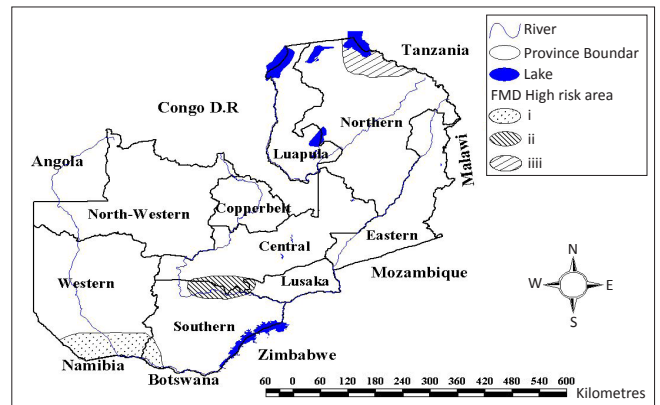 River
Province Boundar
Lake
FMD High risk area
i
ii
iiii
Tanzania
Congo D.R
Northern
Luapula
Malawi
Angola
North-Western
Copperbelt
Central
Eastern
Western
Lusaka
Mozambique
Southern
Zimbabwe
Namibia
Botswana
N
W E
S
60 0 60 120 180 240 300 360 420 480 540 600
Kilometres